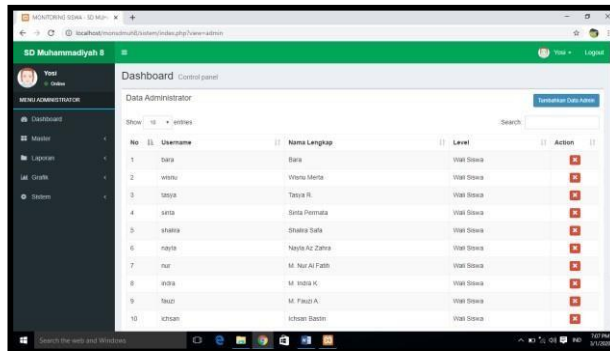 MONITORING SISWA - SD MUH
localhost/monsdmuh8/sistem/index.php?view=admin
SD Muhammadiyah 8
Yosi
Logout
Yosi
Online
Dashboard Control panel
MENU ADMINISTRATOR
Data Administrator
Tambahkan Data Admin
Dashboard
Show 10 entries
Search:
Master
No Username Nama Lengkap Level Action
Laporan
1 bara Bara Wali Siswa
Grafik
2 wisnu Wisnu Merta Wali Siswa
Sistem
3 tasya Tasya R. Wali Siswa
4 sinta Sinta Permata Wali Siswa
5 shakila Shakila Safa Wali Siswa
6 nayla Nayla Az Zahra Wali Siswa
7 nur M. Nur Al Fatih Wali Siswa
8 indra M. Indra K. Wali Siswa
9 fauzi M. Fauzi A. Wali Siswa
10 ichsan Ichsan Bastin Wali Siswa
Search the web and Windows
IND
7:07 PM